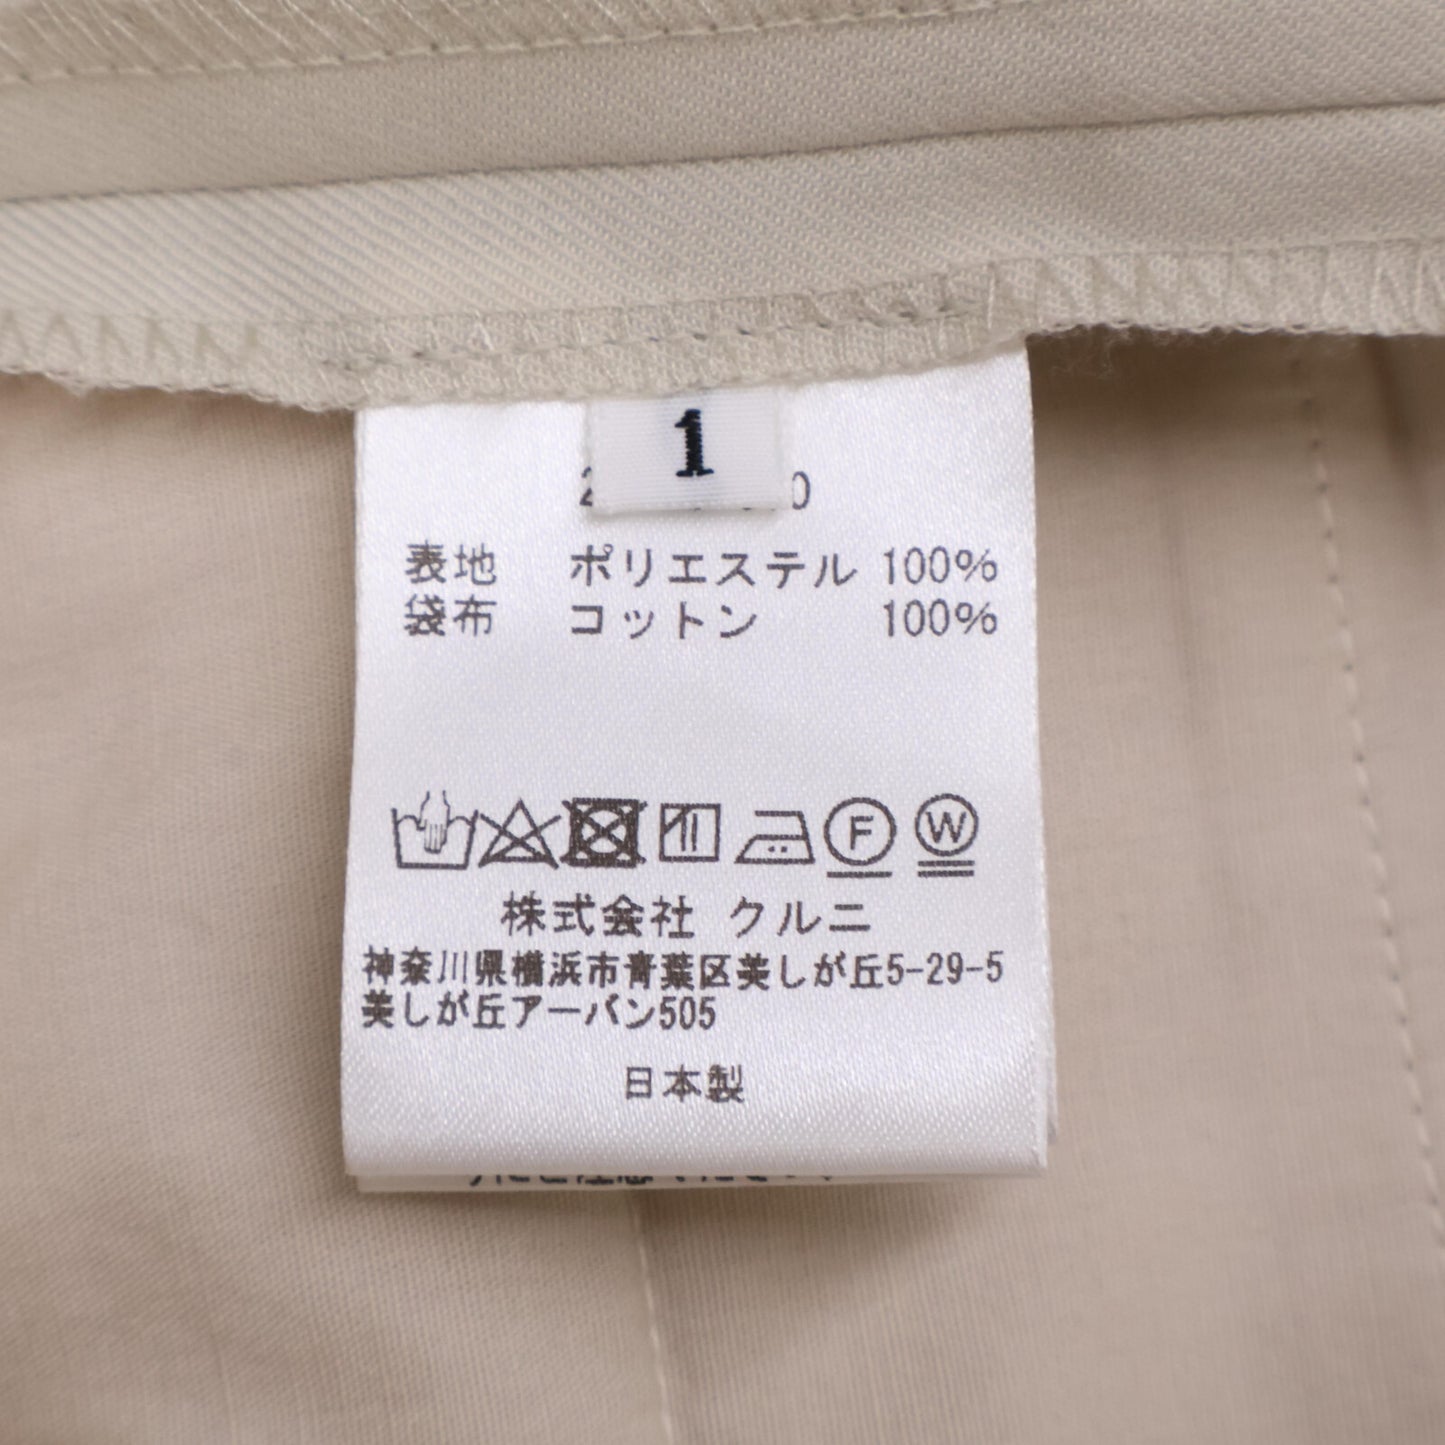 1
表地 ポリエステル 100%
袋布 コットン 100%
F W
株式会社 クルニ
神奈川県横浜市青葉区美しが丘5-29-5
美しが丘アーバン505
日本製